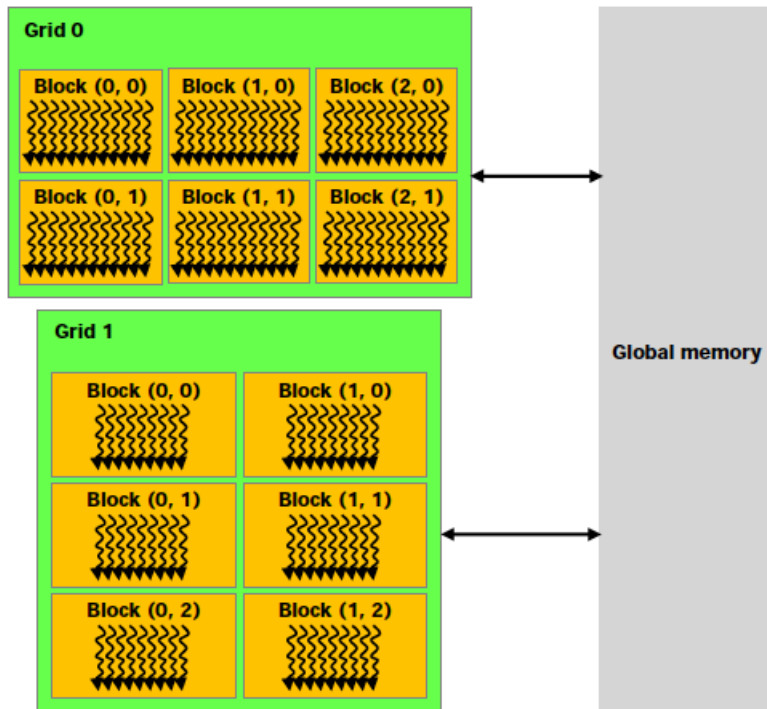 Grid 0
Block (0, 0) Block (1, 0) Block (2, 0)
Block (0, 1) Block (1, 1) Block (2, 1)
Grid 1
Global memory
Block (0, 0) Block (1, 0)
Block (0, 1) Block (1, 1)
Block (0, 2) Block (1, 2)